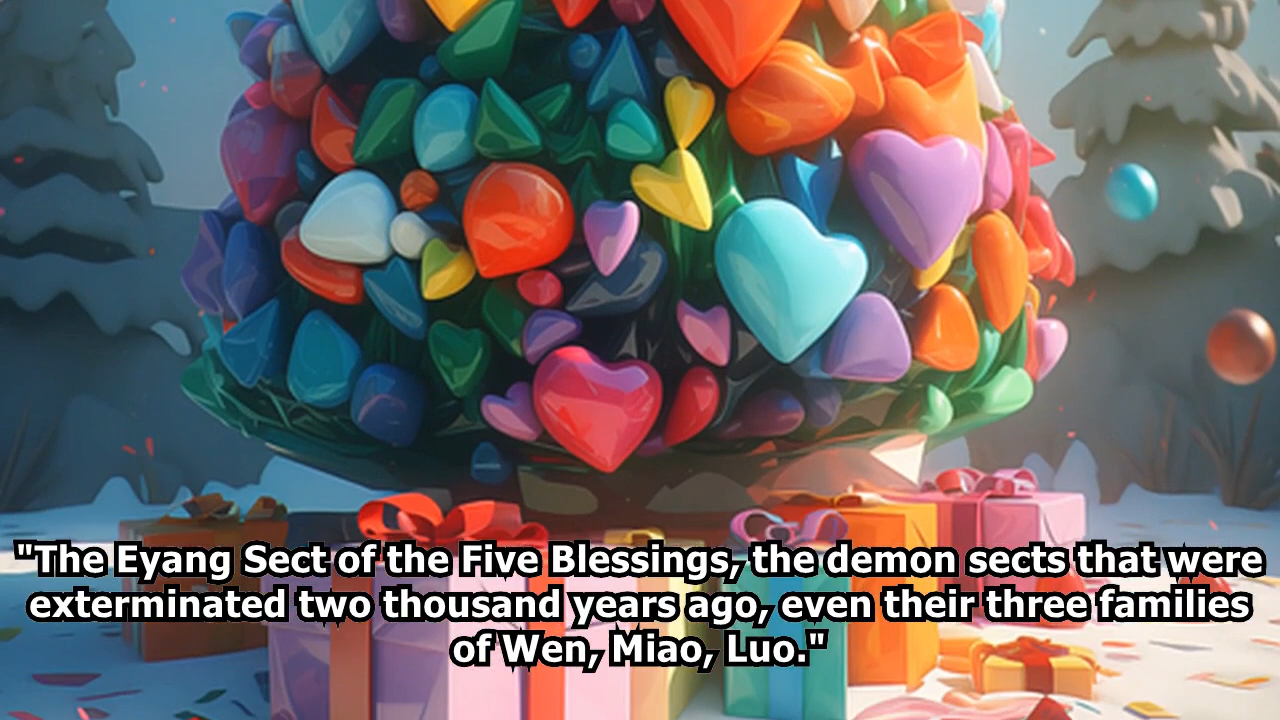 "The Eyang Sect of the Five Blessings, the demon sects that were
exterminated two thousand years ago, even their three families
of Wen, Miao, Luo."